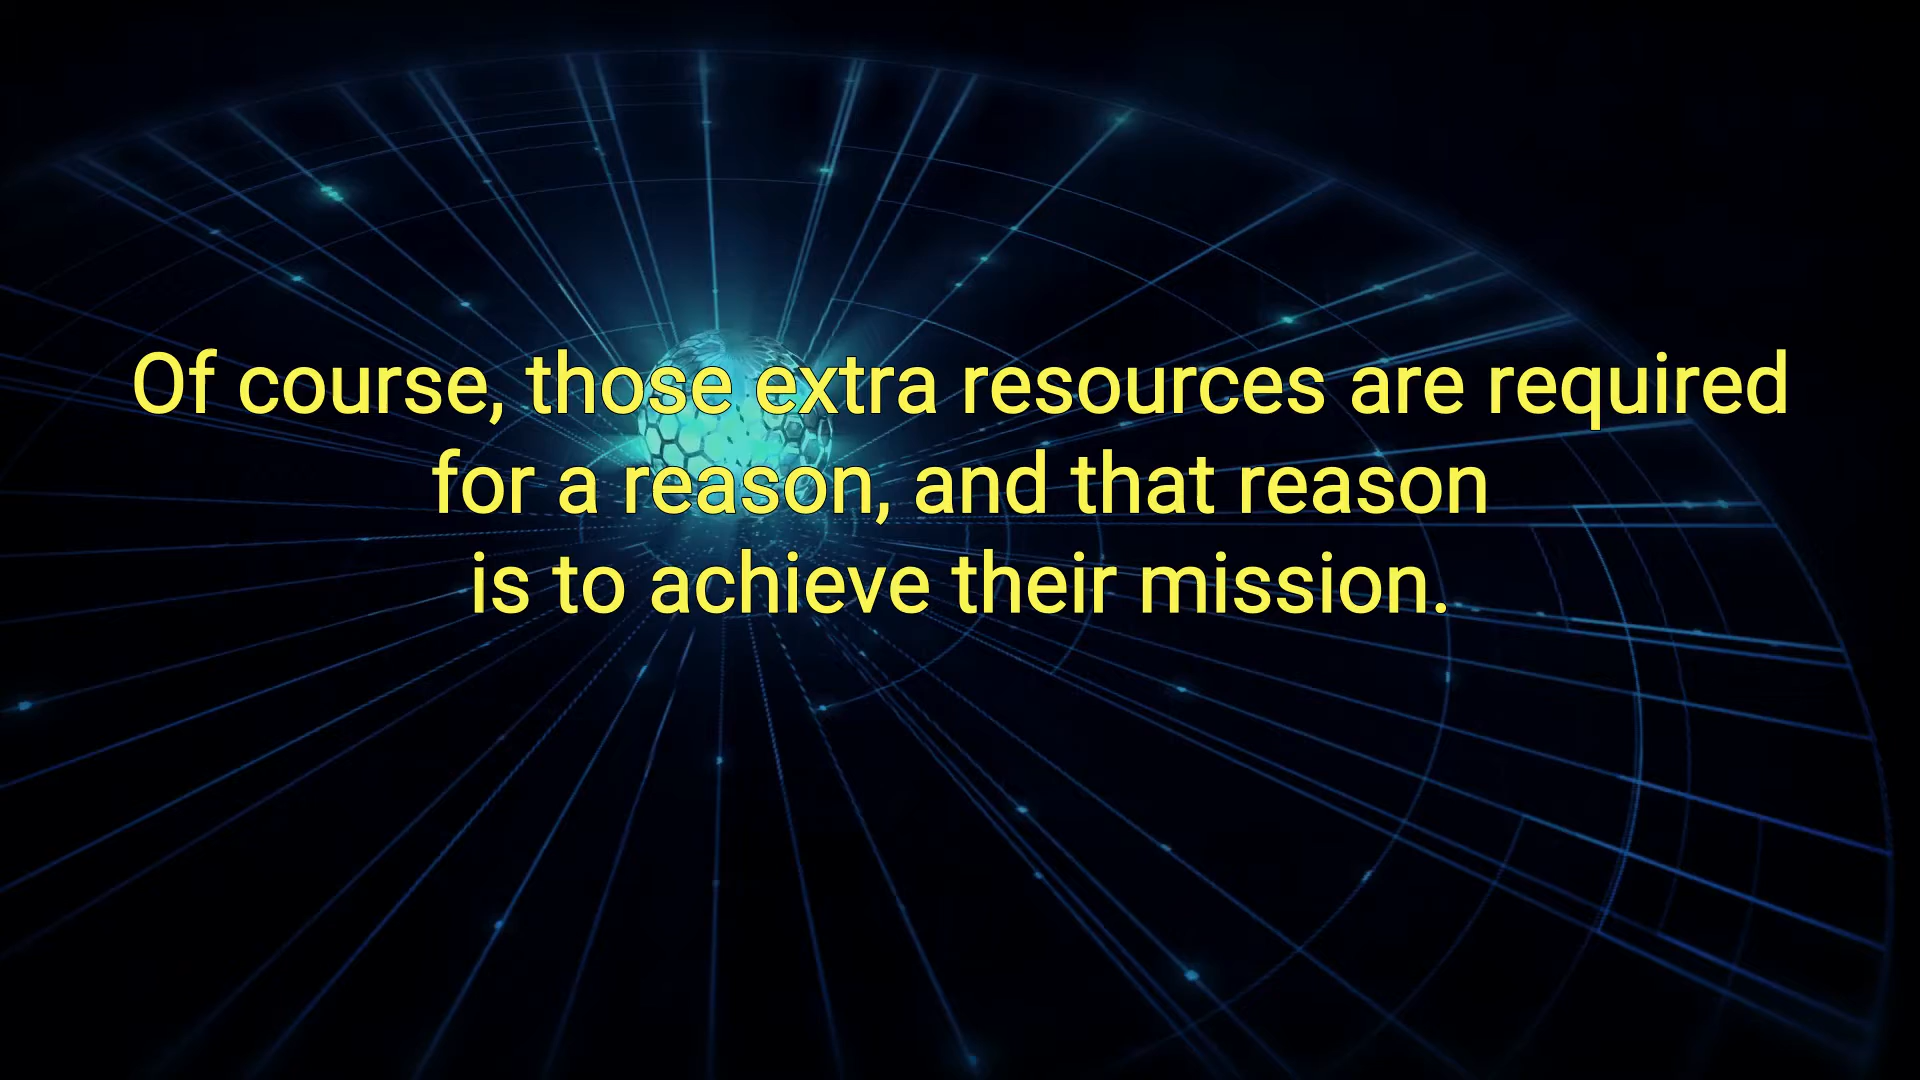 Of course, those extra resources are required
for a reason, and that reason
is to achieve their mission.